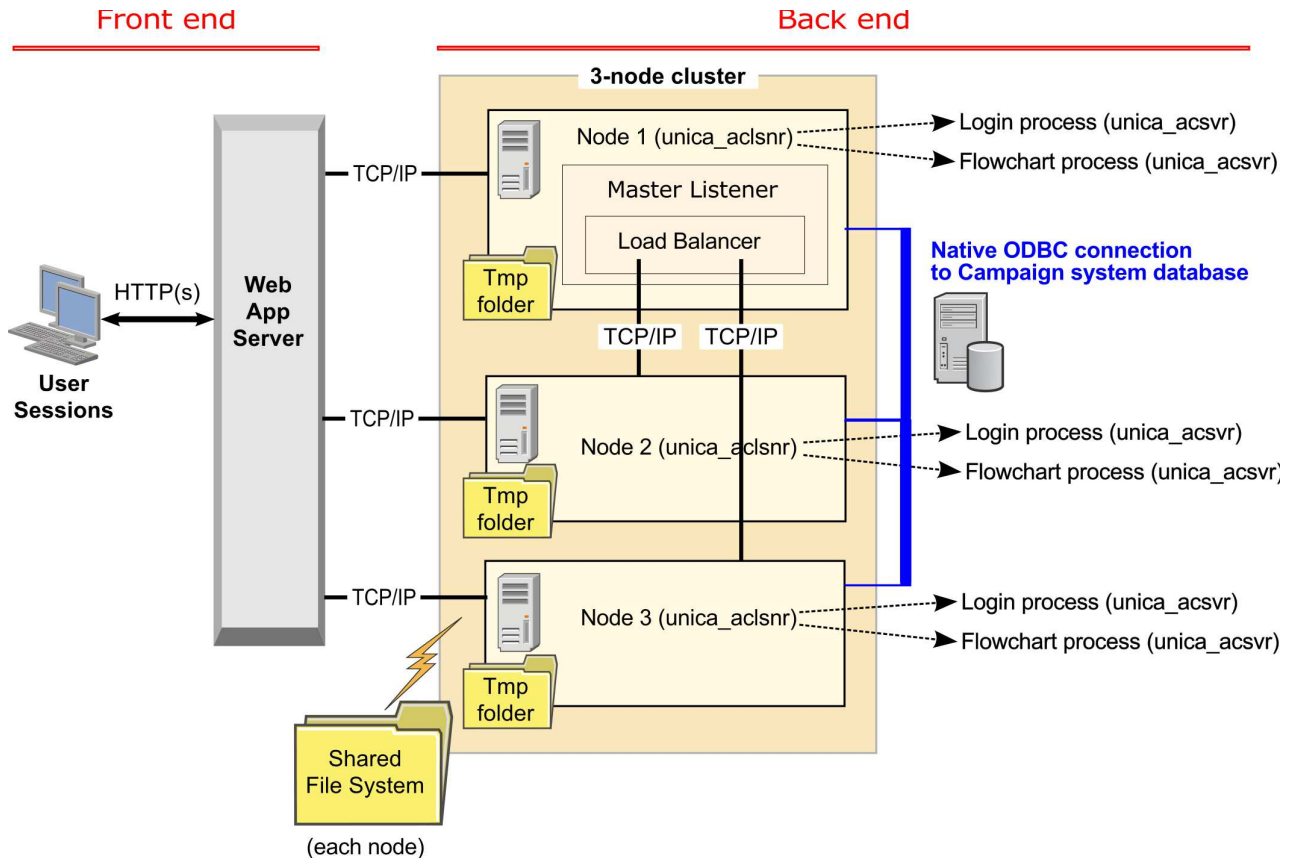 Front end
Back end
3-node cluster
Node 1 (unica_aclsnr)
Login process (unica_acsvr)
Flowchart process (unica_acsvr)
TCP/IP
Master Listener
Load Balancer
Tmp
folder
Native ODBC connection
to Campaign system database
HTTP(s)
Web
App
Server
User
Sessions
TCP/IP
TCP/IP
TCP/IP
Node 2 (unica_aclsnr)
Login process (unica_acsvr)
Flowchart process (unica_acsvr)
Tmp
folder
TCP/IP
Node 3 (unica_aclsnr)
Login process (unica_acsvr)
Flowchart process (unica_acsvr)
Tmp
folder
Shared
File System
(each node)